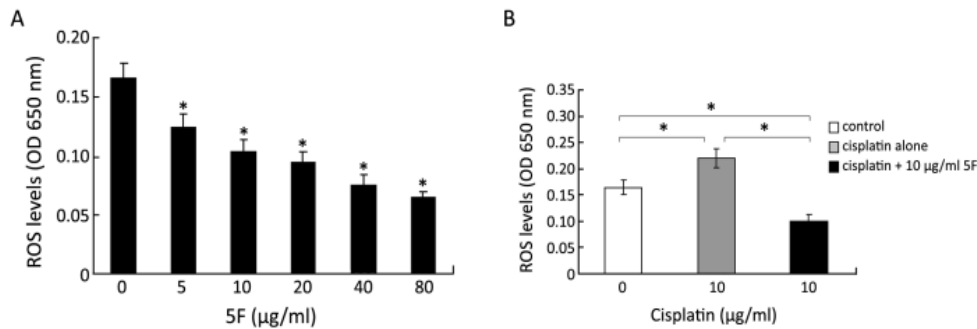 A
ROS levels (OD 650 nm)
0.20
0.15
0.10
0.05
0
*
*
*
*
*
0 5 10 20 40 80
5F (μg/ml)
B
ROS levels (OD 650 nm)
0.35
0.30
0.25
0.20
0.15
0.10
0.05
0
*
* *
control
cisplatin alone
cisplatin + 10 μg/ml 5F
0 10 10
Cisplatin (μg/ml)